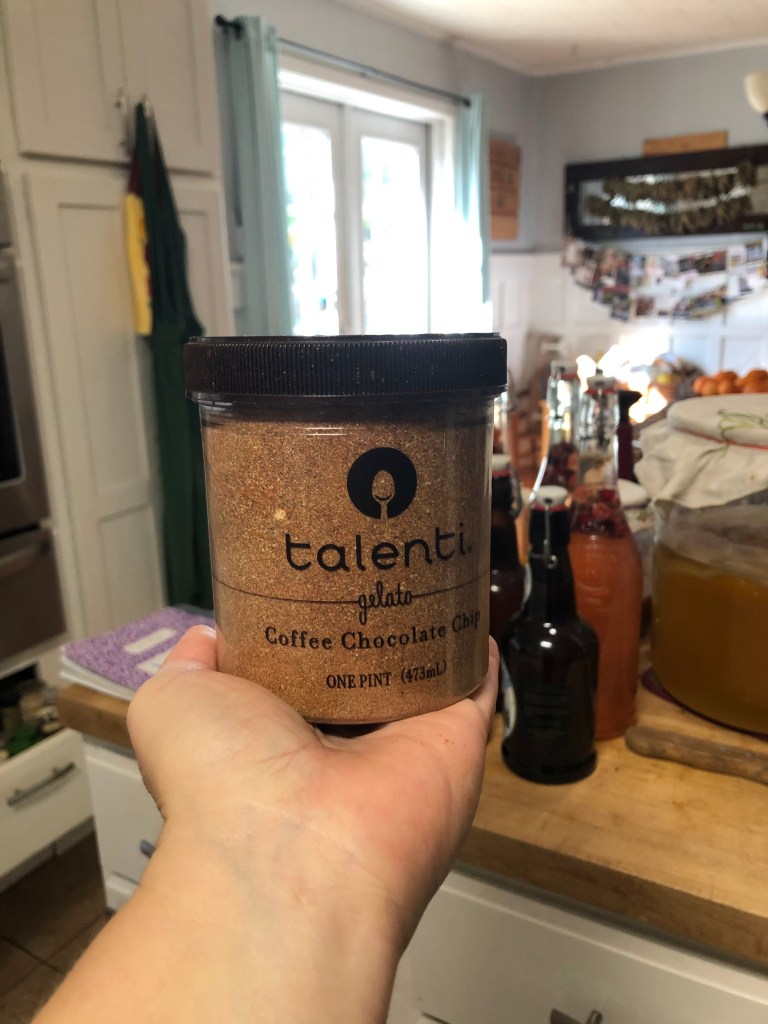 talenti.
gelato
Coffee Chocolate Chip
ONE PINT (473mL)